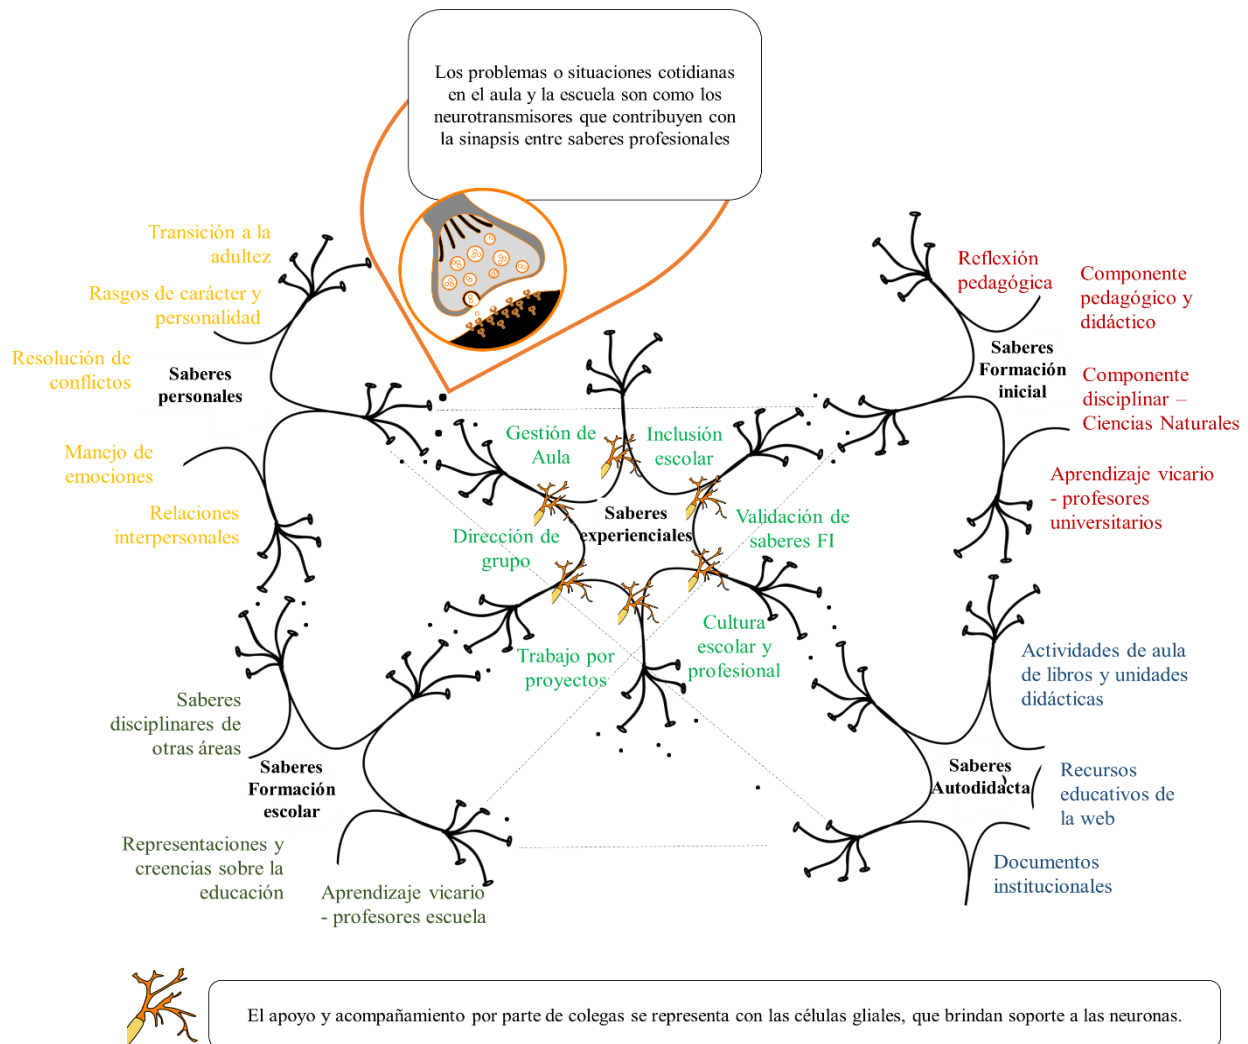 Los problemas o situaciones cotidianas
en el aula y la escuela son como los
neurotransmisores que contribuyen con
la sinapsis entre saberes profesionales
Transición a la
adultez
Rasgos de carácter y
personalidad
Resolución de
conflictos
Saberes
personales
Manejo de
emociones
Relaciones
interpersonales
Reflexión
pedagógica
Componente
pedagógico y
didáctico
Saberes
Formación
inicial
Componente
disciplinar –
Ciencias Naturales
Aprendizaje vicario
- profesores
universitarios
Gestión de
Aula
Inclusión
escolar
Saberes
experienciales
Dirección de
grupo
Validación de
saberes FI
Trabajo por
proyectos
Cultura
escolar y
profesional
Saberes
disciplinares de
otras áreas
Saberes
Formación
escolar
Representaciones y
creencias sobre la
educación
Aprendizaje vicario
- profesores escuela
Actividades de aula
de libros y unidades
didácticas
Saberes
Autodidacta
Recursos
educativos de
la web
Documentos
institucionales
El apoyo y acompañamiento por parte de colegas se representa con las células gliales, que brindan soporte a las neuronas.